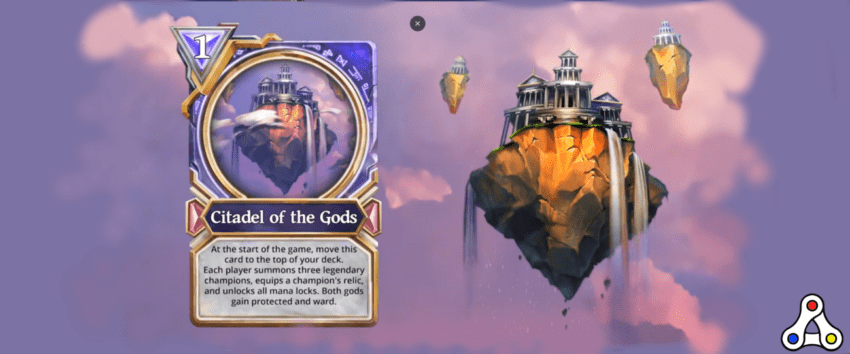 1
Citadel of the Gods
At the start of the game, move this
card to the top of your deck.
Each player summons three legendary
champions, equips a champion's relic,
and unlocks all mana locks. Both gods
gain protected and ward.